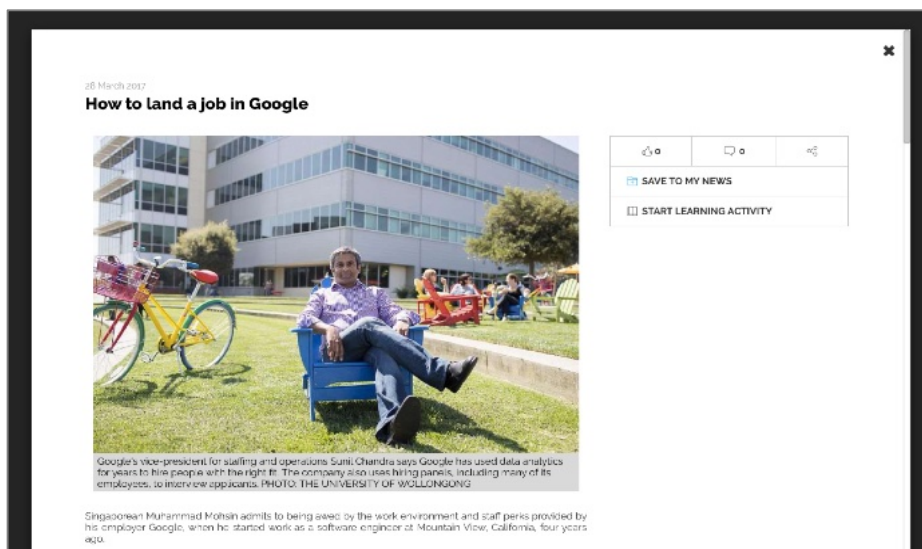 28 March 2017
How to land a job in Google
0
0
SAVE TO MY NEWS
START LEARNING ACTIVITY
Google's vice-president for staffing and operations Sunil Chandra says Google has used data analytics
for years to hire people with the right fit. The company also uses hiring panels, including many of its
employees, to interview applicants. PHOTO: THE UNIVERSITY OF WOLLONGONG
Singaporean Muhammad Mohsin admits to being awed by the work environment and staff perks provided by
his employer Google, when he started work as a software engineer at Mountain View, California, four years
ago.